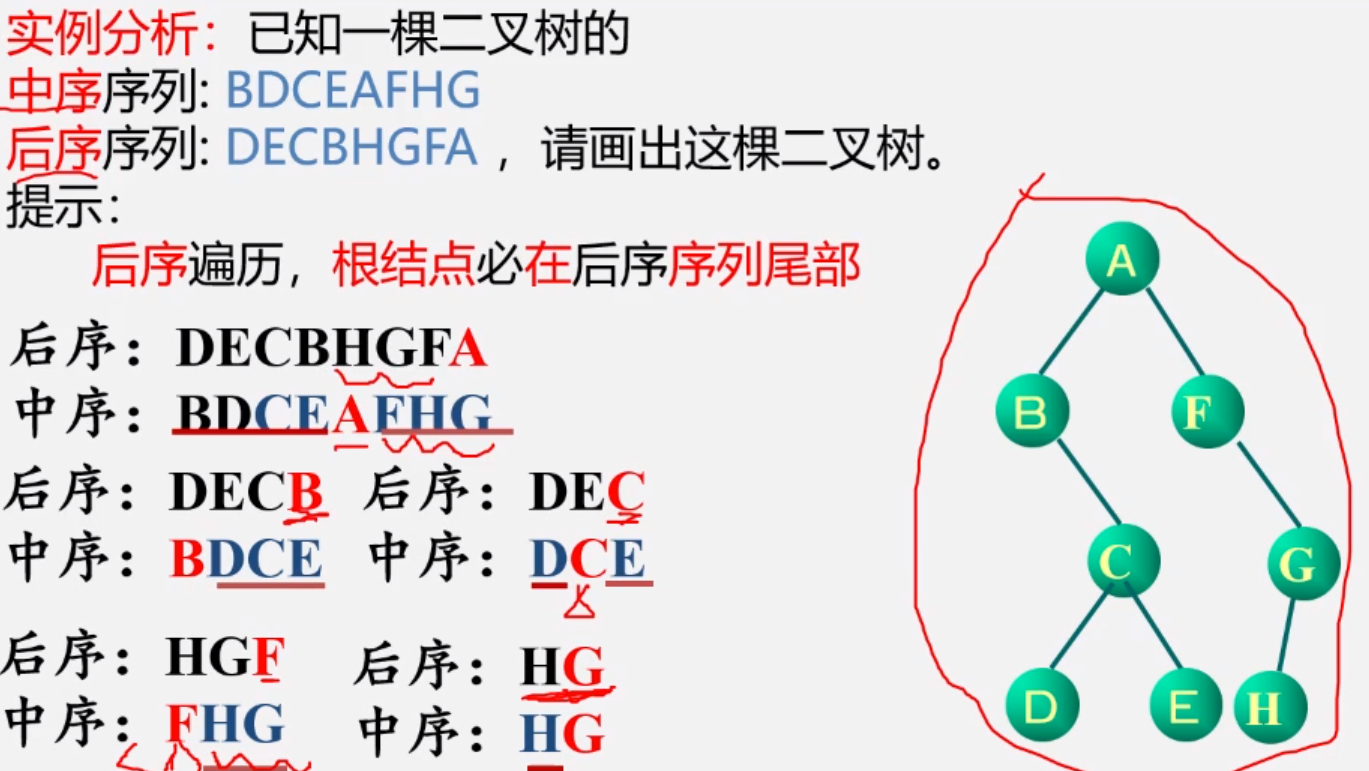 实例分析：已知一棵二叉树的
中序序列: BDCEAFHG
后序序列: DECBHGFA ，请画出这棵二叉树。
提示：
后序遍历，根结点必在后序序列尾部
后序：DECBHGFA
中序：BDCEAFHG
后序：DECB 后序：DEC
中序：BDCE 中序：DCE
后序：HGF 后序：HG
中序：FHG 中序：HG
A
B F
C G
D E H